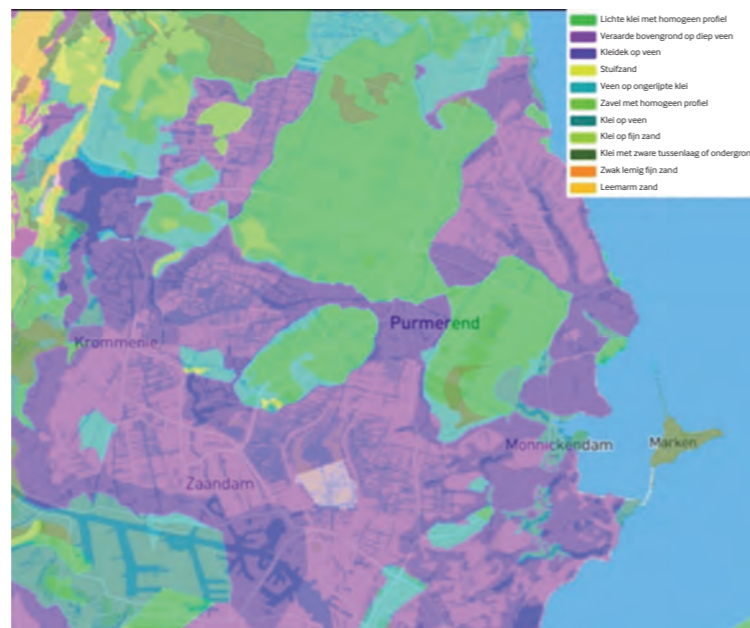 Lichte klei met homogeen profiel
Veraarde bovengrond op diep veen
Kleidek op veen
Stuifzand
Veen op ongerijpte klei
Zavel met homogeen profiel
Klei op veen
Klei op fijn zand
Klei met zware tussenlaag of ondergron
Zwak lemig fijn zand
Leemarm zand
Purmerend
Krommenie
Monnickendam
Marken
Zaandam